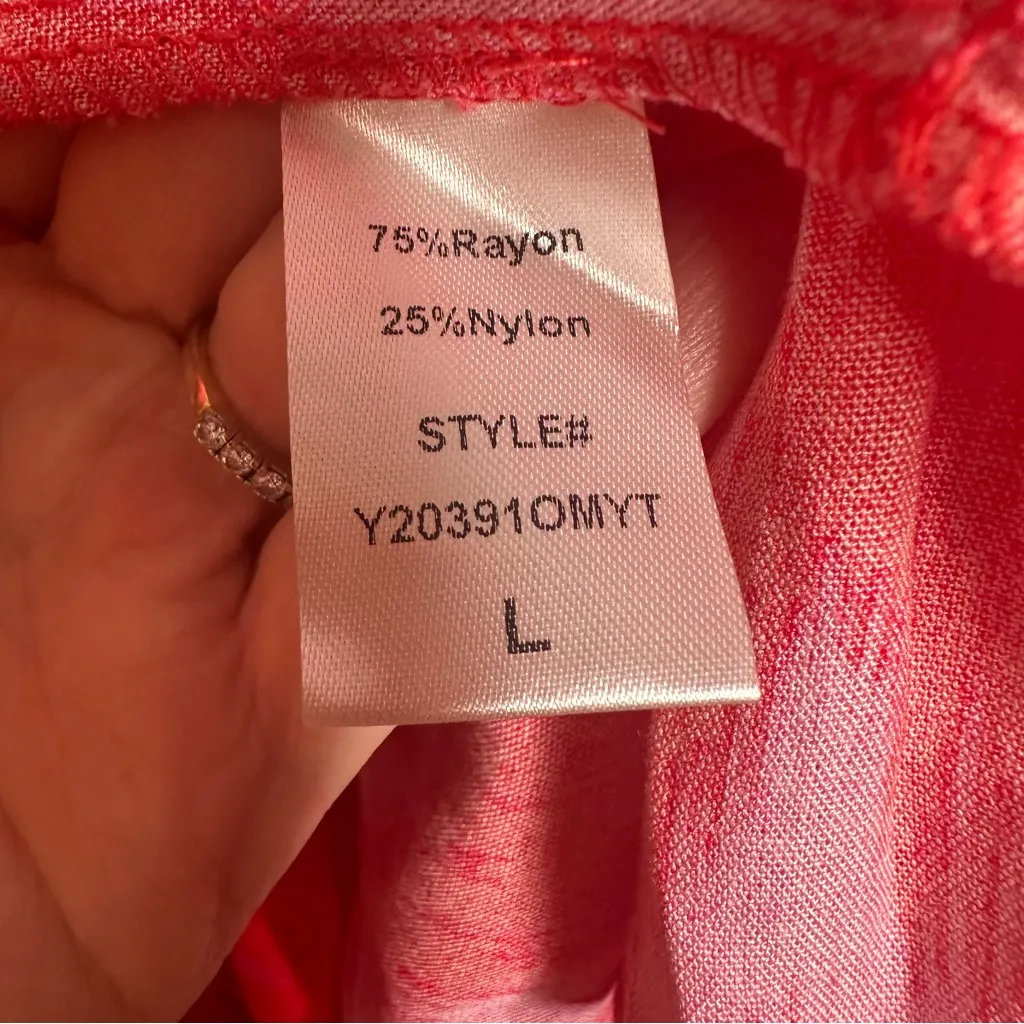 75%Rayon
25%Nylon
STYLE#
Y20391OMYT
L